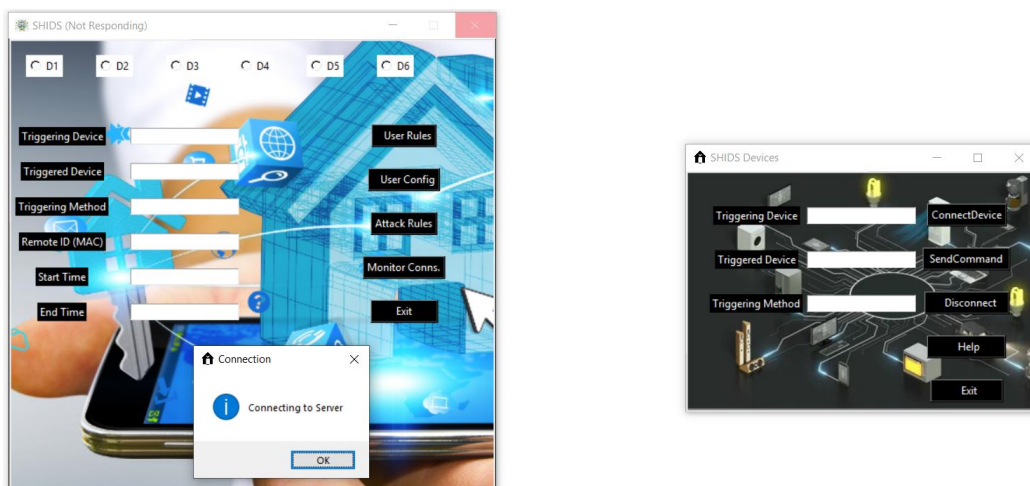 SHIDS (Not Responding)
D1 D2 D3 D4 D5 D6
Triggering Device
Triggered Device
Triggering Method
Remote ID (MAC)
Start Time
End Time
User Rules
User Config
Attack Rules
Monitor Conns.
Exit
Connection
Connecting to Server
OK
SHIDS Devices
Triggering Device
Triggered Device
Triggering Method
ConnectDevice
SendCommand
Disconnect
Help
Exit